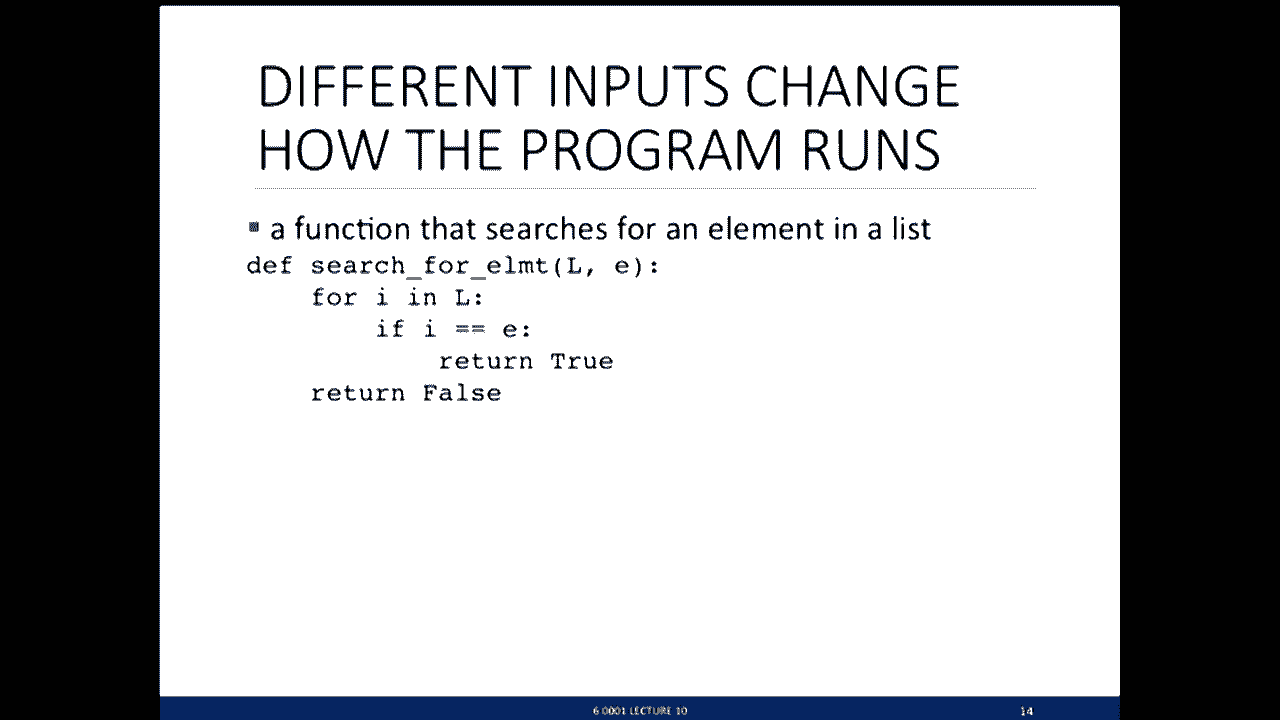 DIFFERENT INPUTS CHANGE
HOW THE PROGRAM RUNS
▪ a function that searches for an element in a list
def search_for_elmt(L, e):
    for i in L:
        if i == e:
            return True
    return False
6.0001 LECTURE 10
14